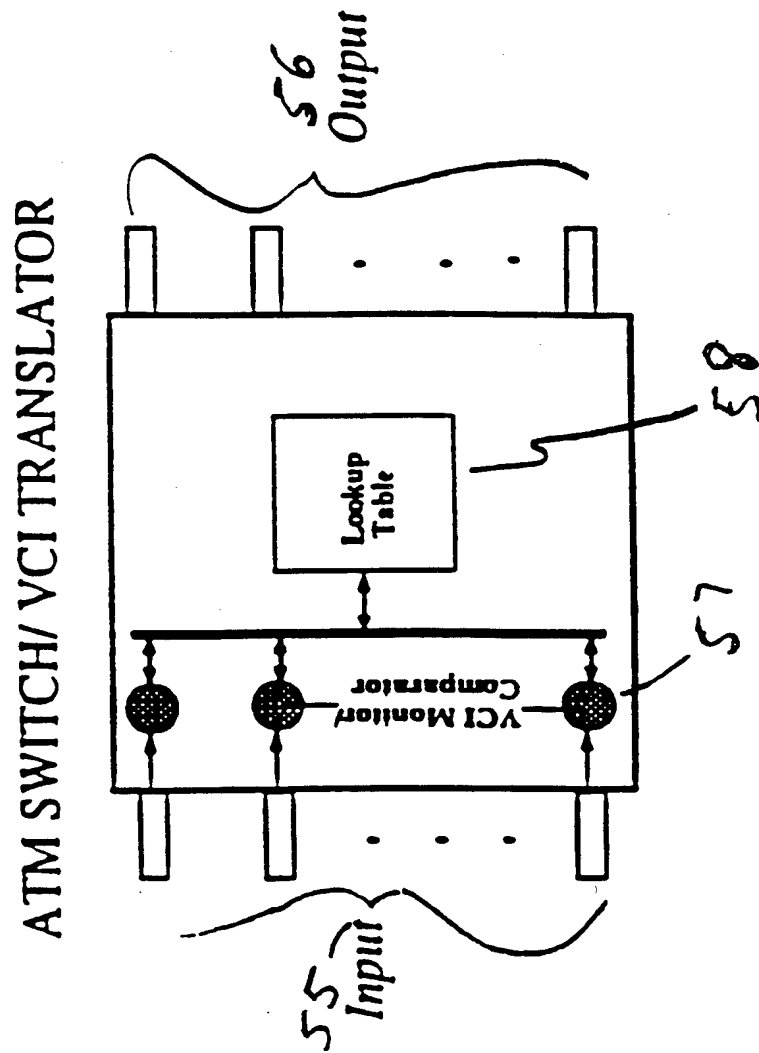 ATM SWITCH/ VCI TRANSLATOR
55
Input
VCI Monitor/
Comparator
57
Lookup
Table
58
56
Output